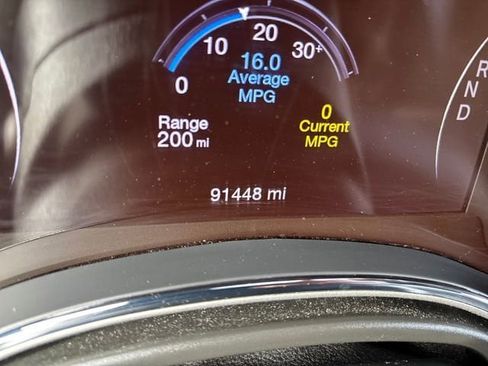 20
10
30+
0
16.0
Average
MPG
0
Current
MPG
Range
200 mi
R
N
D
91448 mi